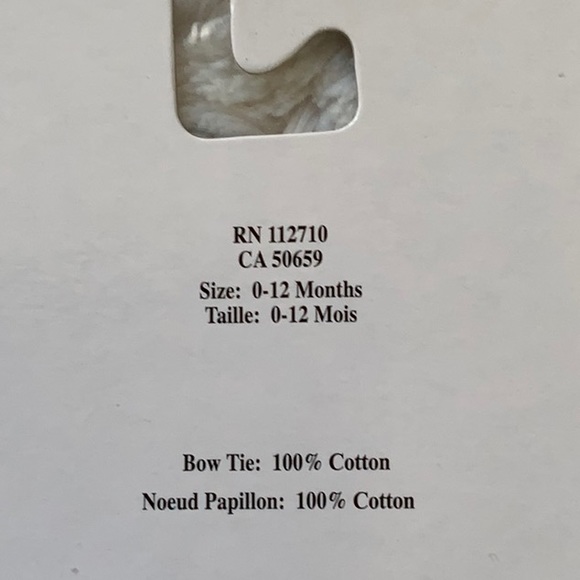 RN 112710
CA 50659
Size: 0-12 Months
Taille: 0-12 Mois
Bow Tie: 100% Cotton
Noeud Papillon: 100% Cotton